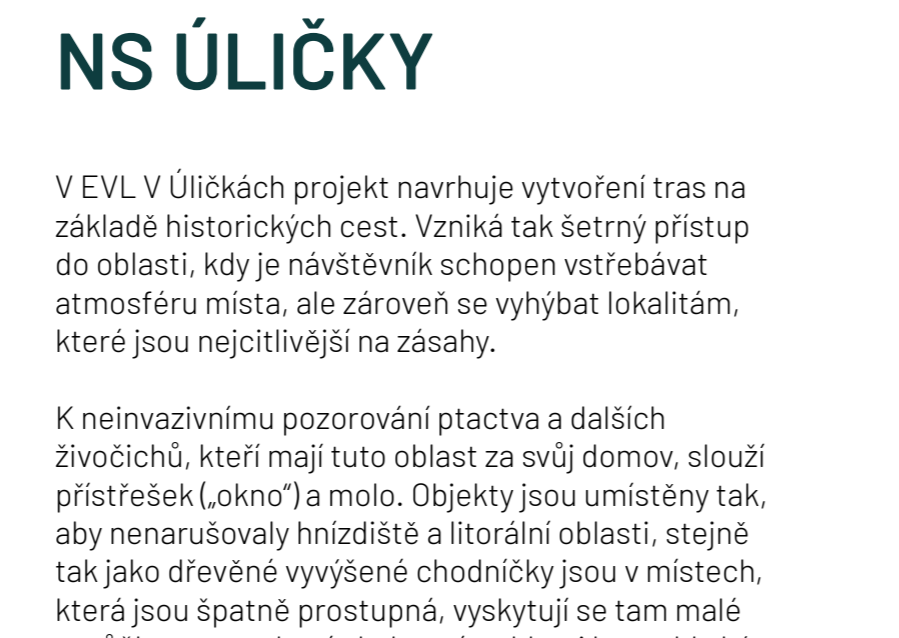 NS ÚLIČKY
V EVL V Úličkách projekt navrhuje vytvoření tras na
základě historických cest. Vzniká tak šetrný přístup
do oblasti, kdy je návštěvník schopen vstřebávat
atmosféru místa, ale zároveň se vyhýbat lokalitám,
které jsou nejcitlivější na zásahy.
K neinvazivnímu pozorování ptactva a dalších
živočichů, kteří mají tuto oblast za svůj domov, slouží
přístřešek („okno“) a molo. Objekty jsou umístěny tak,
aby nenarušovaly hnízdiště a litorální oblasti, stejně
tak jako dřevěné vyvýšené chodníčky jsou v místech,
která jsou špatně prostupná, vyskytují se tam malé